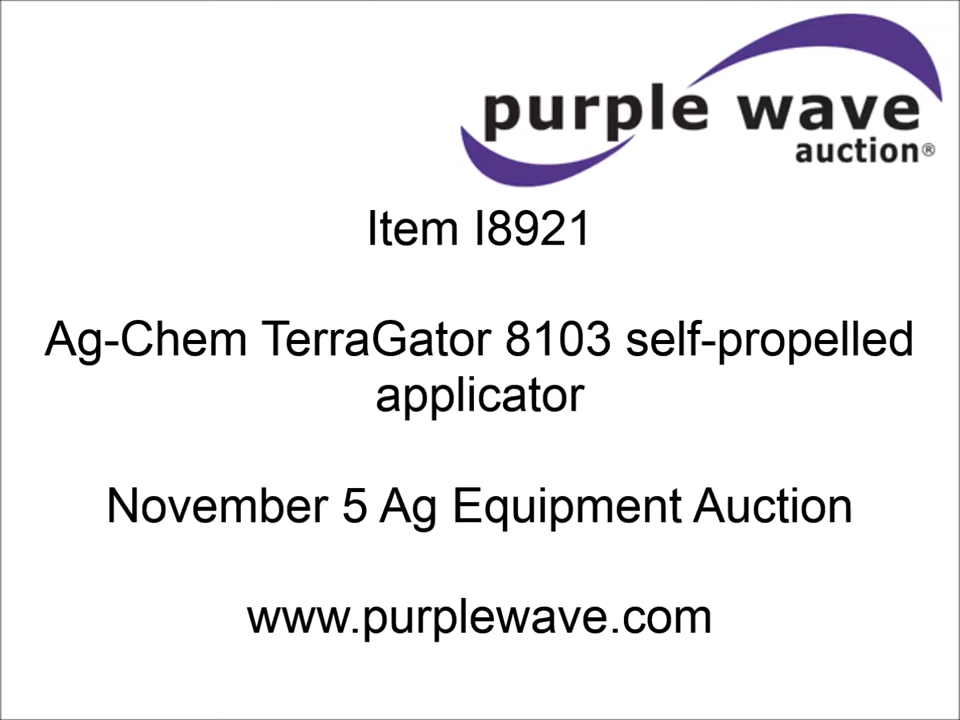 purple wave
auction®
Item I8921
Ag-Chem TerraGator 8103 self-propelled
applicator
November 5 Ag Equipment Auction
www.purplewave.com